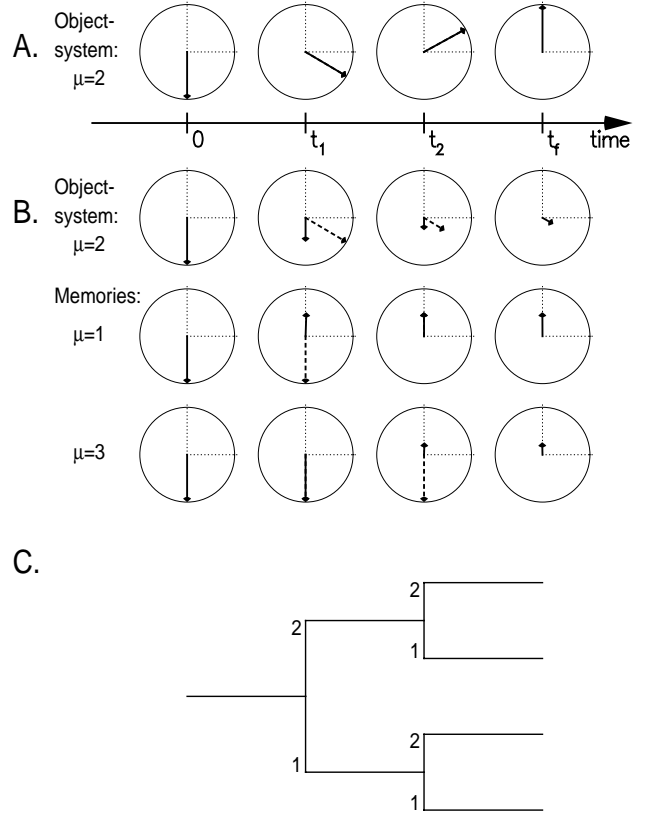 A.
Object-
system:
μ=2
0 t1 t2 tf time
B.
Object-
system:
μ=2
Memories:
μ=1
μ=3
C.
2
2
1
1
2
1